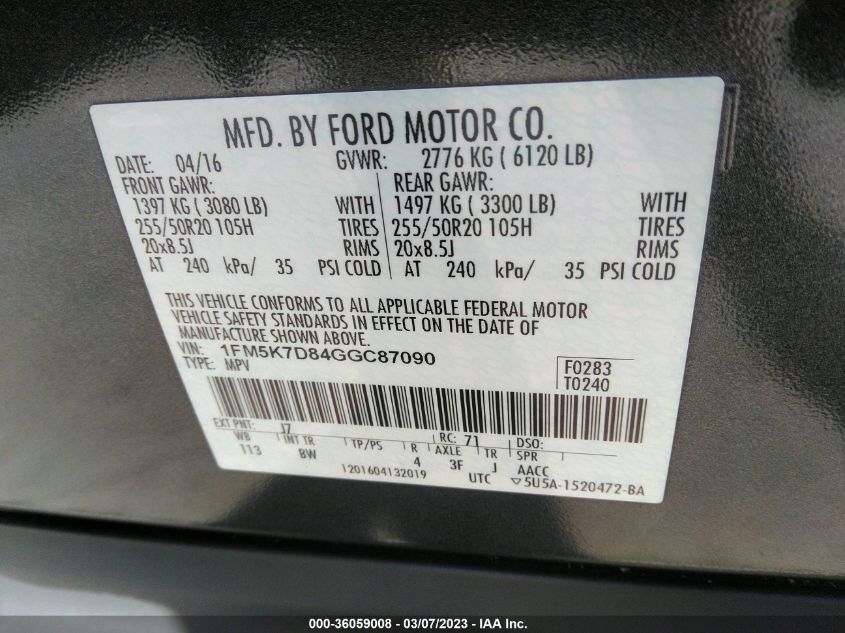 MFD. BY FORD MOTOR CO.
DATE: 04/16 GVWR: 2776 KG ( 6120 LB)
FRONT GAWR: REAR GAWR:
1397 KG ( 3080 LB) WITH 1497 KG ( 3300 LB) WITH
255/50R20 105H TIRES 255/50R20 105H TIRES
20x8.5J RIMS 20x8.5J RIMS
AT 240 kPa/ 35 PSI COLD AT 240 kPa/ 35 PSI COLD
THIS VEHICLE CONFORMS TO ALL APPLICABLE FEDERAL MOTOR
VEHICLE SAFETY STANDARDS IN EFFECT ON THE DATE OF
MANUFACTURE SHOWN ABOVE.
VIN: 1FM5K7D84GGC87090
TYPE: MPV
F0283
T0240
EXT PNT: J7 RC: 71 DSO:
WB INT TR TP/PS R AXLE TR SPR
113 BW 4 3F J AACC
1201604132019 UTC ▽5U5A-1520472-BA
000-36059008 - 03/07/2023 - IAA Inc.